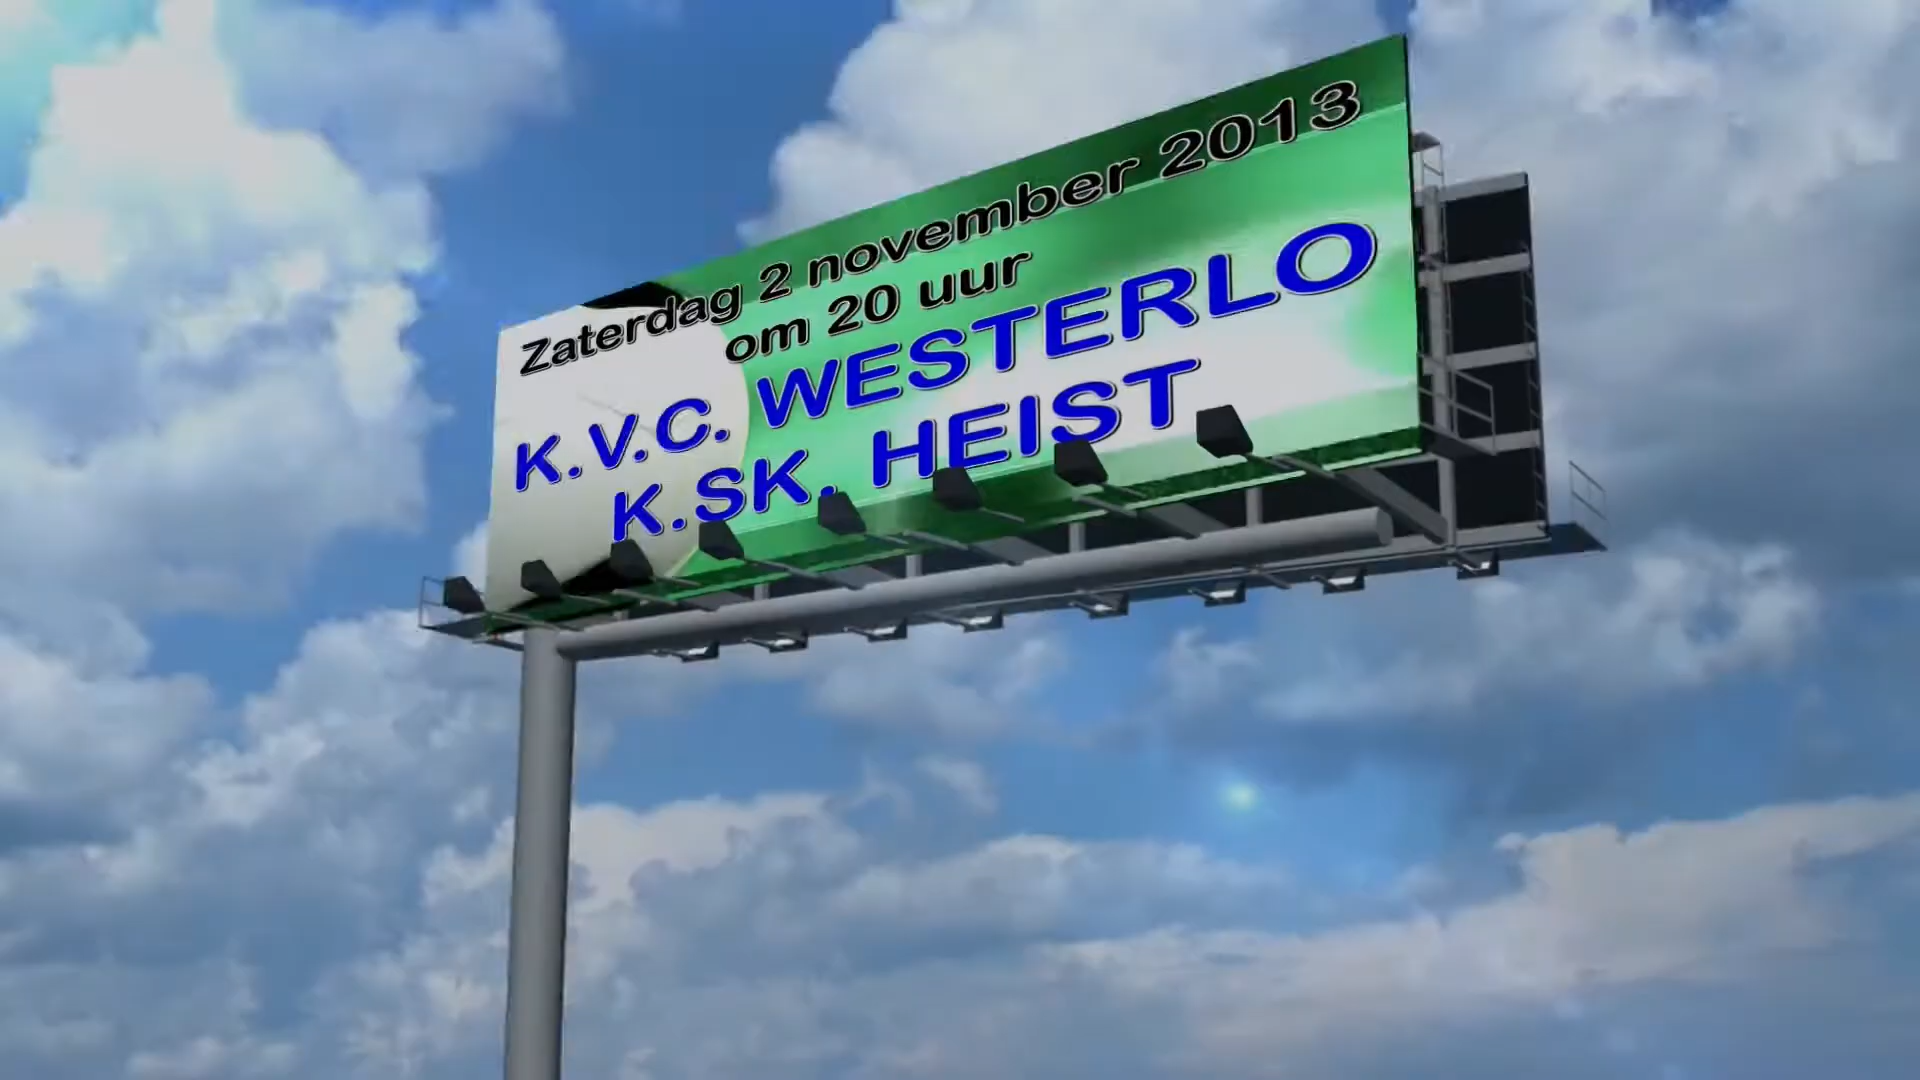 Zaterdag 2 november 2013
om 20 uur
K.V.C. WESTERLO
K.SK. HEIST